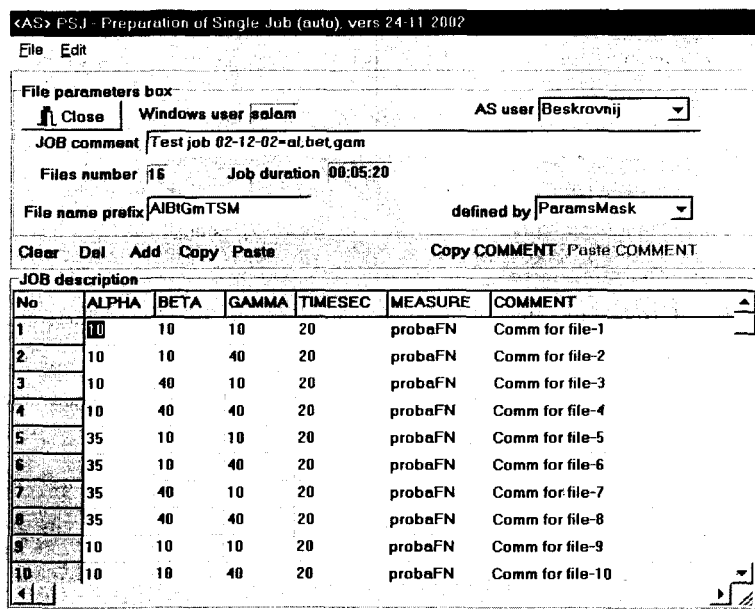 <AS> PSJ - Preparation of Single Job (auto), vers 24-11 2002
File Edit
File parameters box
Close Windows user salam AS user Beskrovnij
JOB comment Test job 02-12-02=al,bet,gam
Files number 16 Job duration 00:05:20
File name prefix AlBtGmTSM defined by ParamsMask
Clear Del Add Copy Paste Copy COMMENT Paste COMMENT
JOB description
No ALPHA BETA GAMMA TIMESEC MEASURE COMMENT
1 10 10 10 20 probaFN Comm for file-1
2 10 10 40 20 probaFN Comm for file-2
3 10 40 10 20 probaFN Comm for file-3
4 10 40 40 20 probaFN Comm for file-4
5 35 10 10 20 probaFN Comm for file-5
6 35 10 40 20 probaFN Comm for file-6
7 35 40 10 20 probaFN Comm for file-7
8 35 40 40 20 probaFN Comm for file-8
9 10 10 10 20 probaFN Comm for file-9
10 10 10 40 20 probaFN Comm for file-10